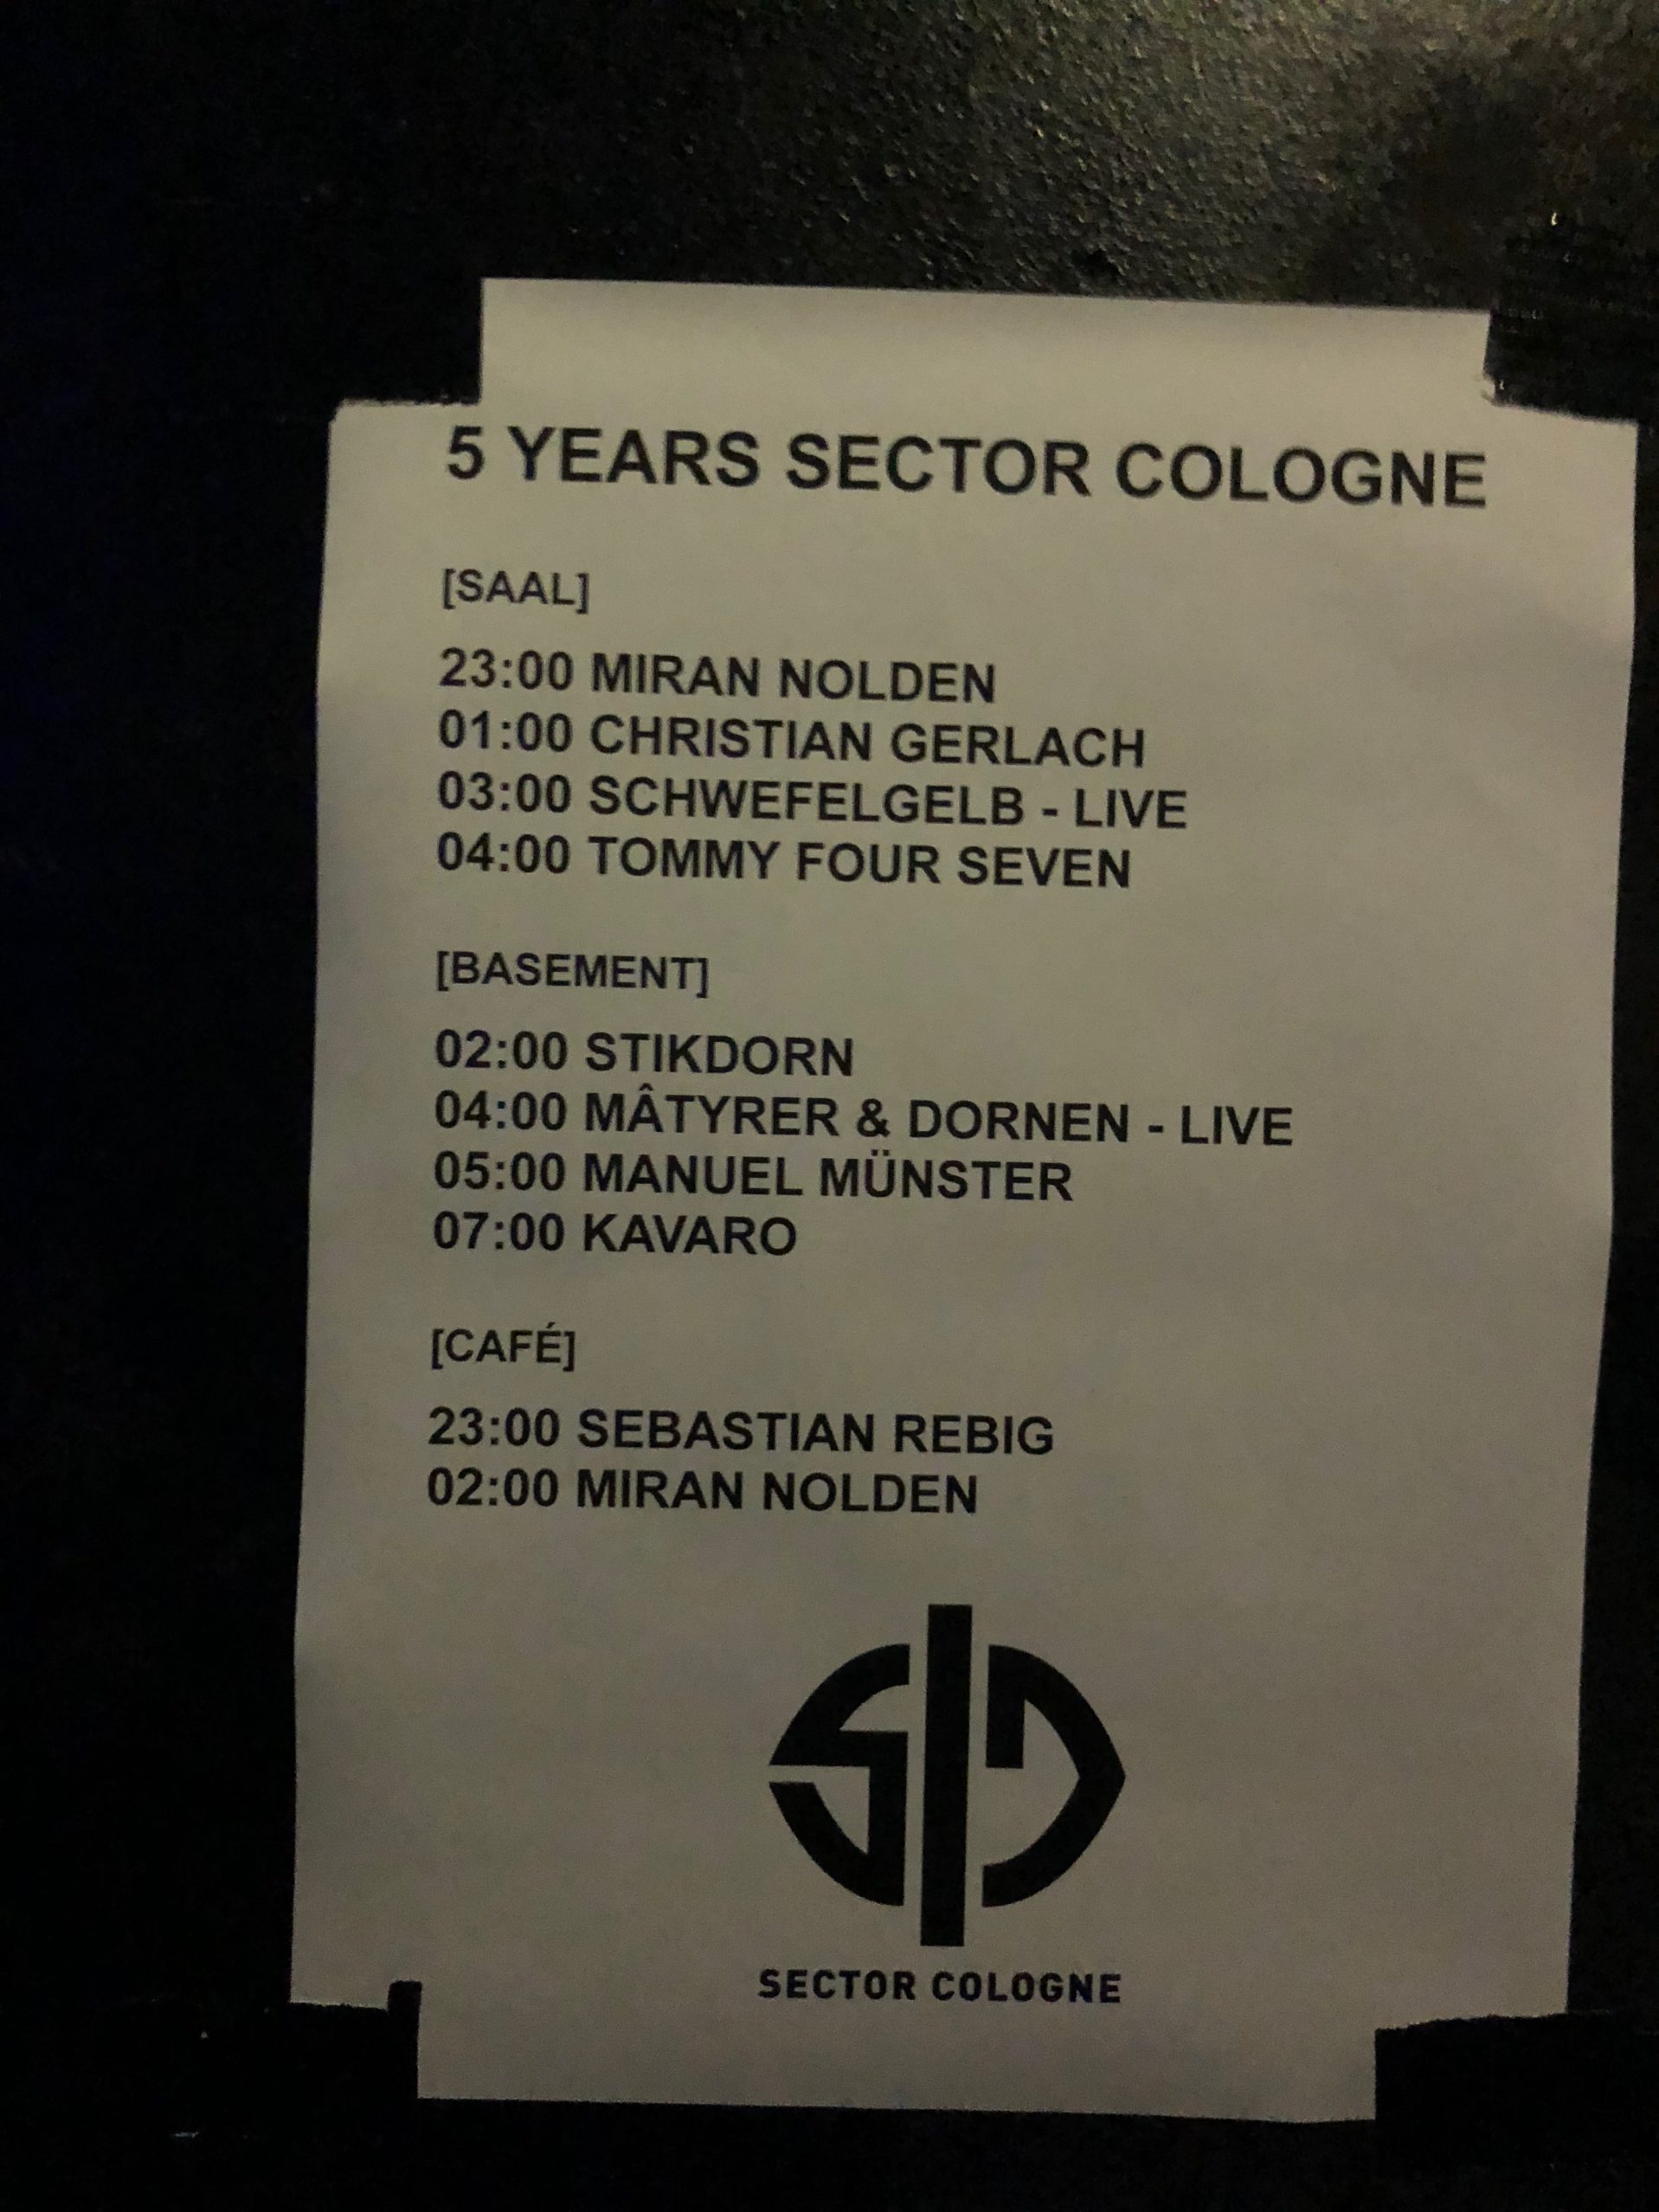 5 YEARS SECTOR COLOGNE
[SAAL]
23:00 MIRAN NOLDEN
01:00 CHRISTIAN GERLACH
03:00 SCHWEFELGELB - LIVE
04:00 TOMMY FOUR SEVEN
[BASEMENT]
02:00 STIKDORN
04:00 MÂTYRER & DORNEN - LIVE
05:00 MANUEL MÜNSTER
07:00 KAVARO
[CAFÉ]
23:00 SEBASTIAN REBIG
02:00 MIRAN NOLDEN
SECTOR COLOGNE